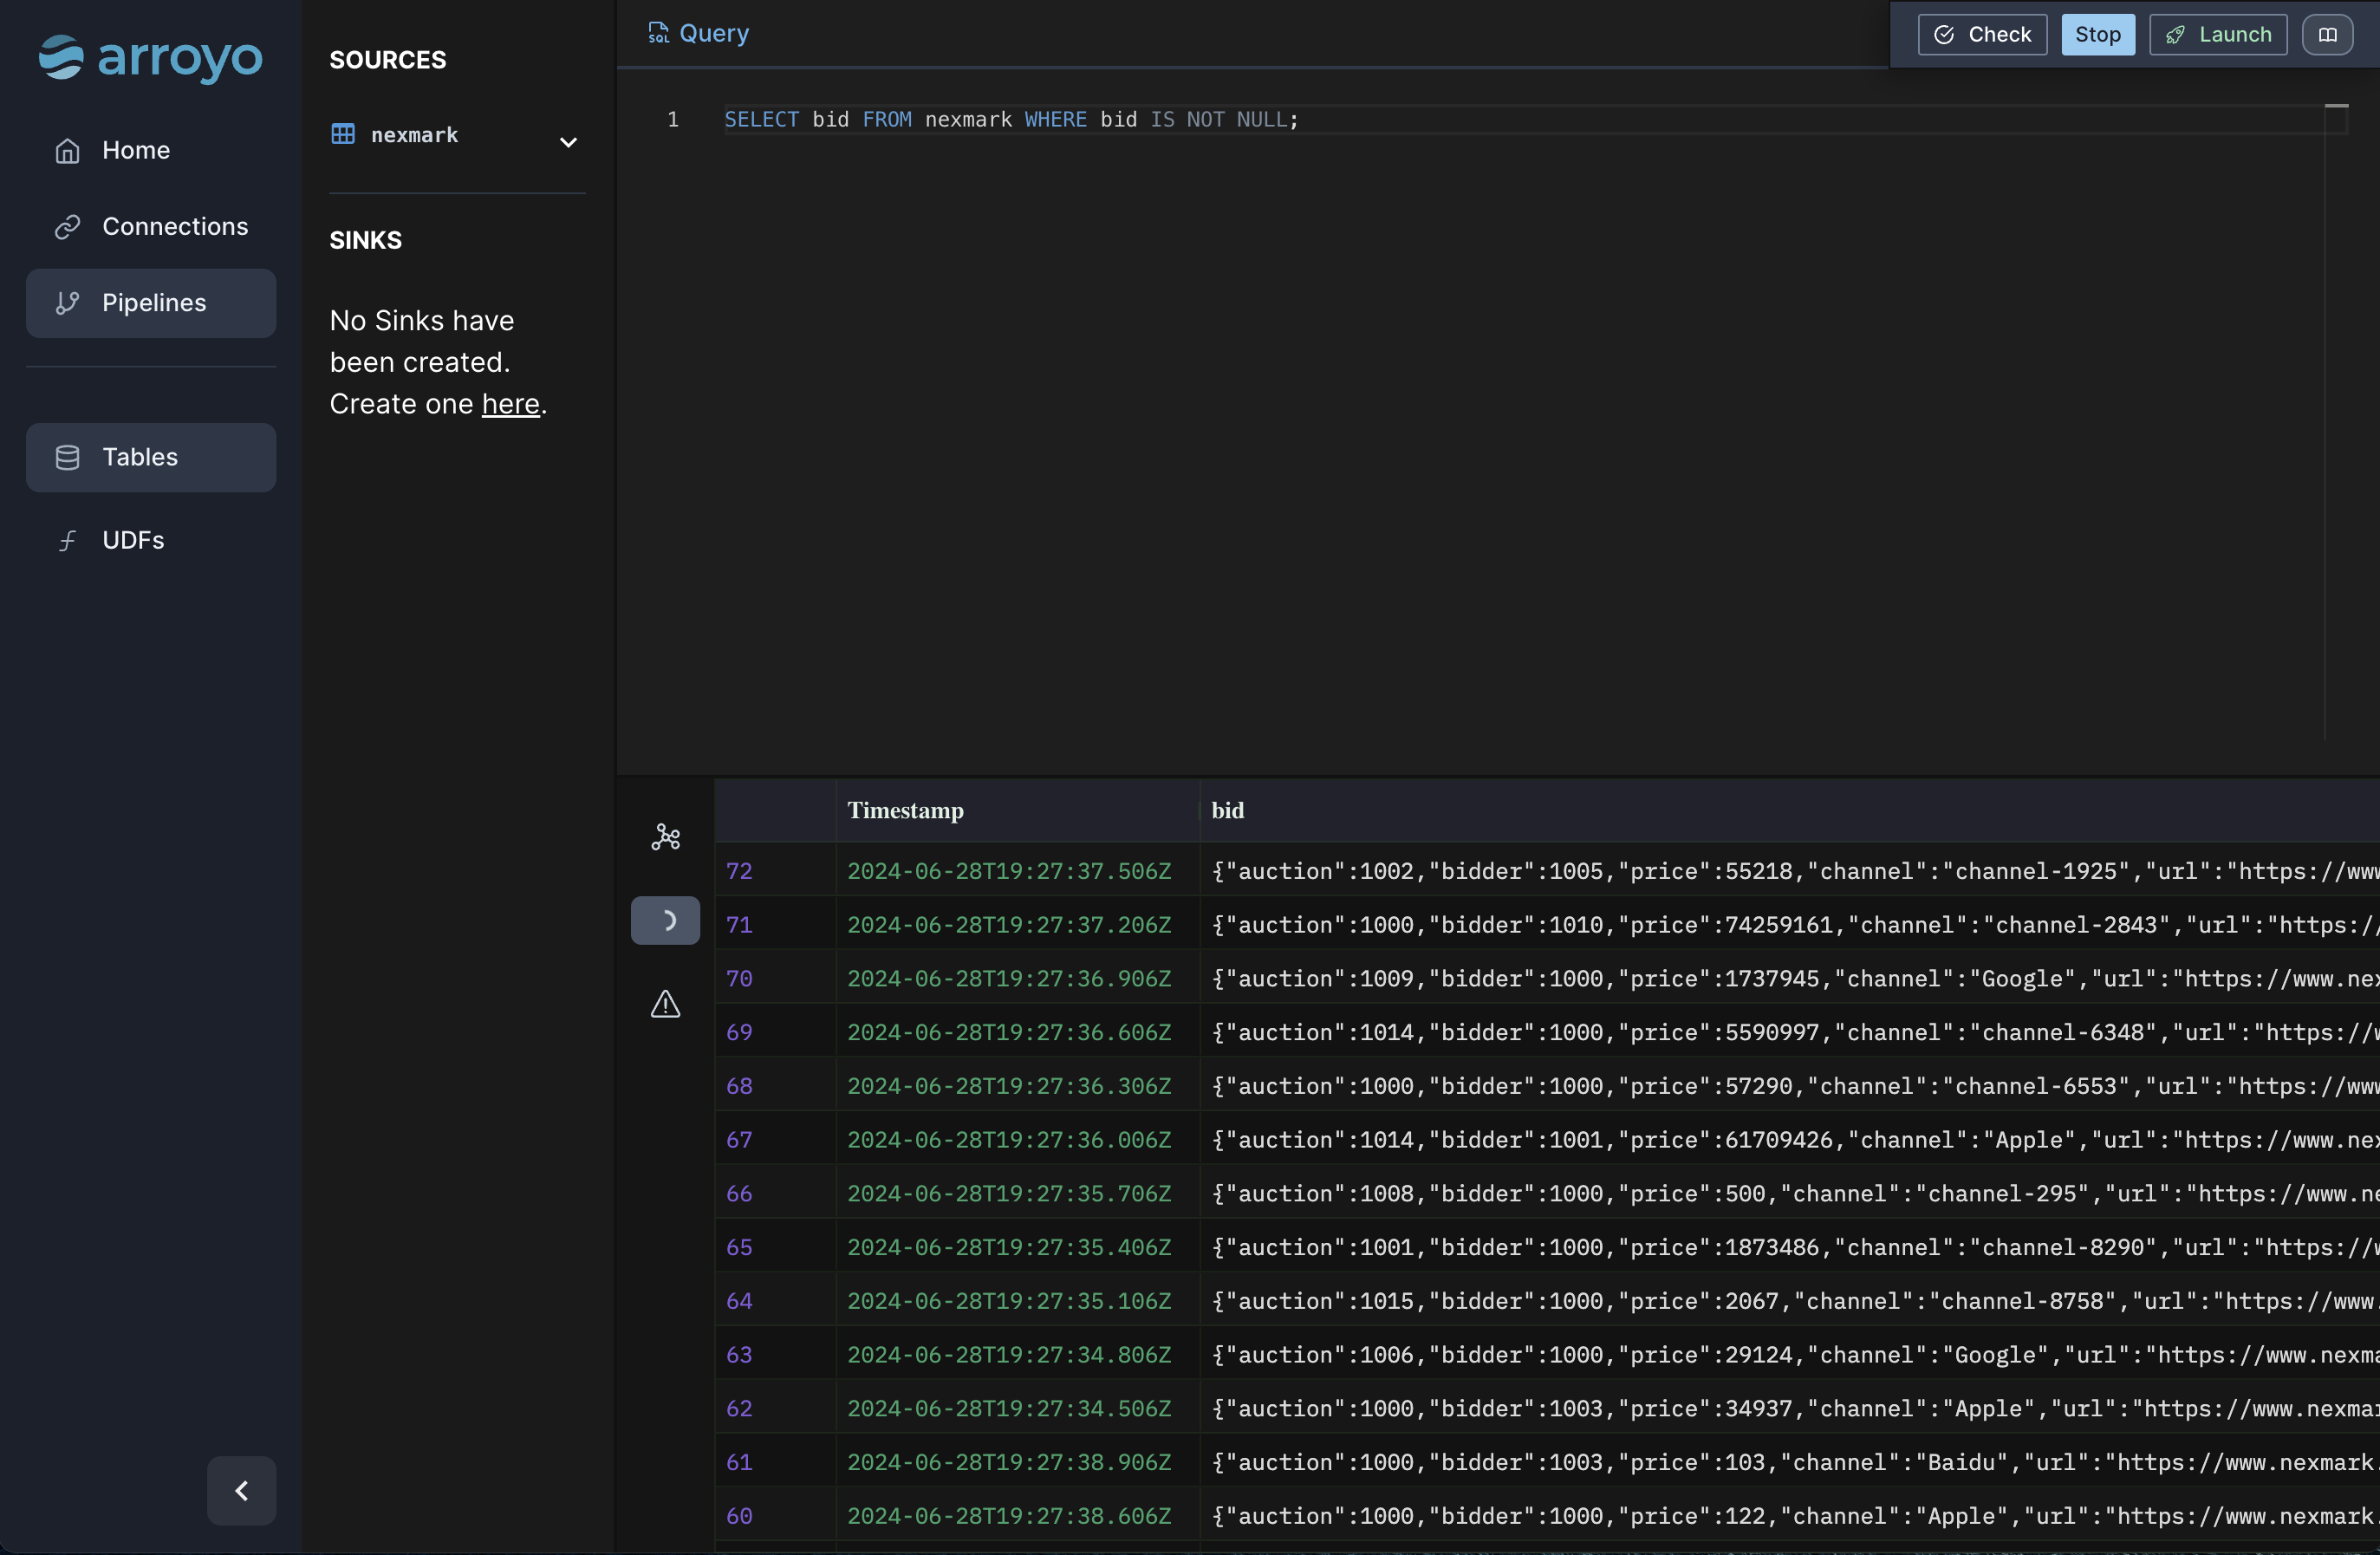 arroyo
Home
Connections
Pipelines
Tables
UDFs
SOURCES
nexmark
SINKS
No Sinks have
been created.
Create one here.
SQL Query
Check Stop Launch
1 SELECT bid FROM nexmark WHERE bid IS NOT NULL;
Timestamp bid
72 2024-06-28T19:27:37.506Z {"auction":1002,"bidder":1005,"price":55218,"channel":"channel-1925","url":"https://www
71 2024-06-28T19:27:37.206Z {"auction":1000,"bidder":1010,"price":74259161,"channel":"channel-2843","url":"https://
70 2024-06-28T19:27:36.906Z {"auction":1009,"bidder":1000,"price":1737945,"channel":"Google","url":"https://www.nex
69 2024-06-28T19:27:36.606Z {"auction":1014,"bidder":1000,"price":5590997,"channel":"channel-6348","url":"https://w
68 2024-06-28T19:27:36.306Z {"auction":1000,"bidder":1000,"price":57290,"channel":"channel-6553","url":"https://www
67 2024-06-28T19:27:36.006Z {"auction":1014,"bidder":1001,"price":61709426,"channel":"Apple","url":"https://www.nex
66 2024-06-28T19:27:35.706Z {"auction":1008,"bidder":1000,"price":500,"channel":"channel-295","url":"https://www.ne
65 2024-06-28T19:27:35.406Z {"auction":1001,"bidder":1000,"price":1873486,"channel":"channel-8290","url":"https://w
64 2024-06-28T19:27:35.106Z {"auction":1015,"bidder":1000,"price":2067,"channel":"channel-8758","url":"https://www.
63 2024-06-28T19:27:34.806Z {"auction":1006,"bidder":1000,"price":29124,"channel":"Google","url":"https://www.nexma
62 2024-06-28T19:27:34.506Z {"auction":1000,"bidder":1003,"price":34937,"channel":"Apple","url":"https://www.nexmar
61 2024-06-28T19:27:38.906Z {"auction":1000,"bidder":1003,"price":103,"channel":"Baidu","url":"https://www.nexmark.
60 2024-06-28T19:27:38.606Z {"auction":1000,"bidder":1000,"price":122,"channel":"Apple","url":"https://www.nexmark.